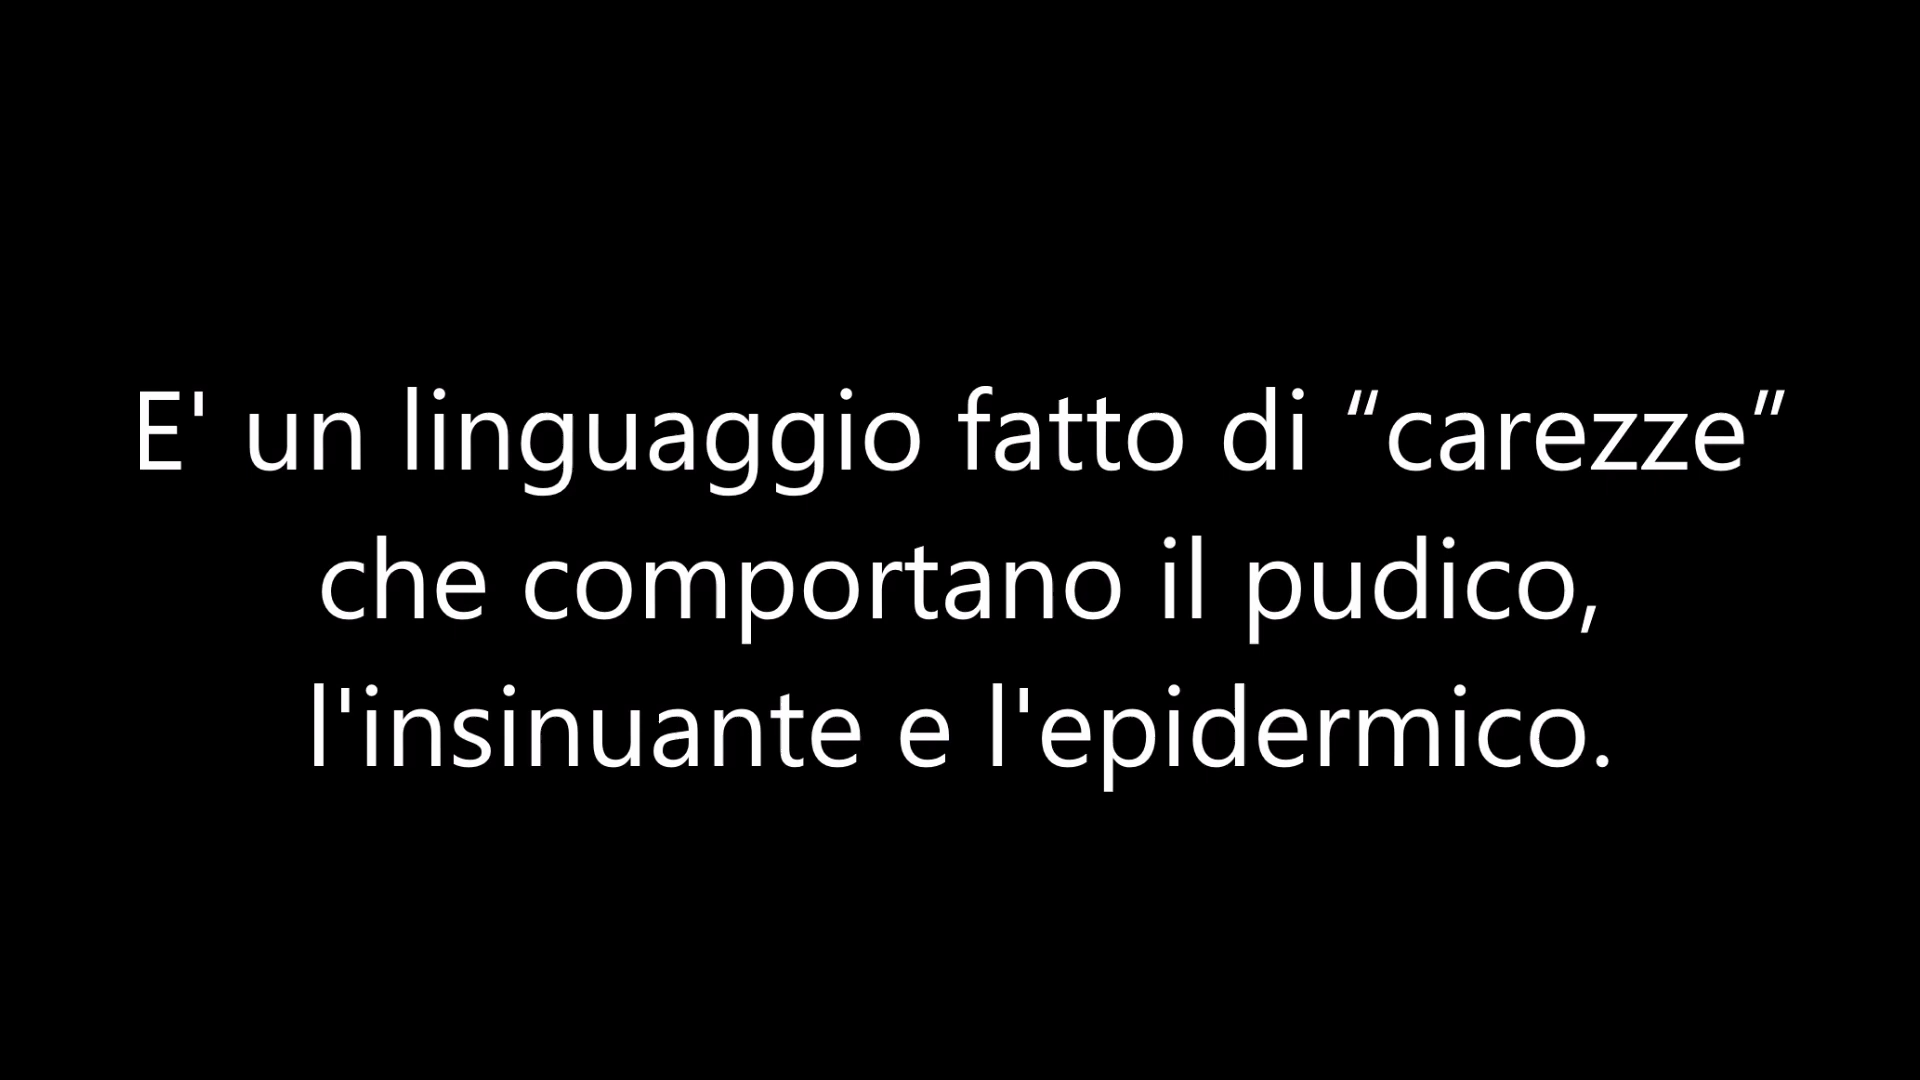 E' un linguaggio fatto di “carezze”
che comportano il pudico,
l'insinuante e l'epidermico.